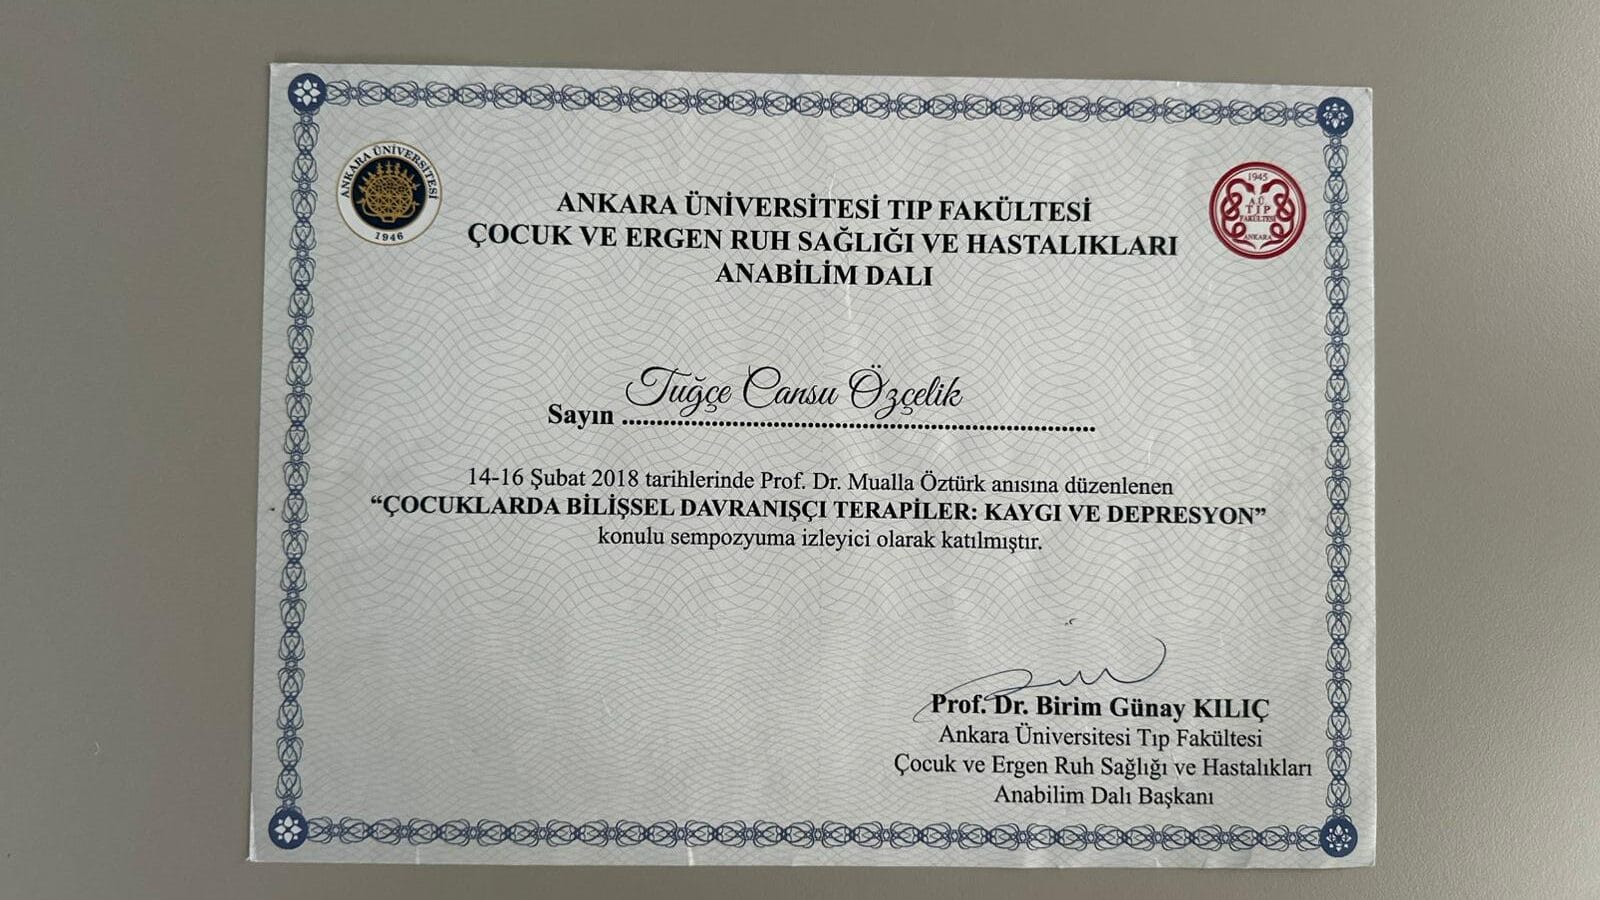 ANKARA ÜNİVERSİTESİ
1946
1945
A.Ü
TIP
FAKÜLTESİ
ANKARA
ANKARA ÜNİVERSİTESİ TIP FAKÜLTESİ
ÇOCUK VE ERGEN RUH SAĞLIĞI VE HASTALIKLARI
ANABİLİM DALI
Tuğçe Cansu Özçelik
Sayın ......................................................................
14-16 Şubat 2018 tarihlerinde Prof. Dr. Mualla Öztürk anısına düzenlenen
“ÇOCUKLARDA BİLİŞSEL DAVRANIŞÇI TERAPİLER: KAYGI VE DEPRESYON”
konulu sempozyuma izleyici olarak katılmıştır.
Prof. Dr. Birim Günay KILIÇ
Ankara Üniversitesi Tıp Fakültesi
Çocuk ve Ergen Ruh Sağlığı ve Hastalıkları
Anabilim Dalı Başkanı